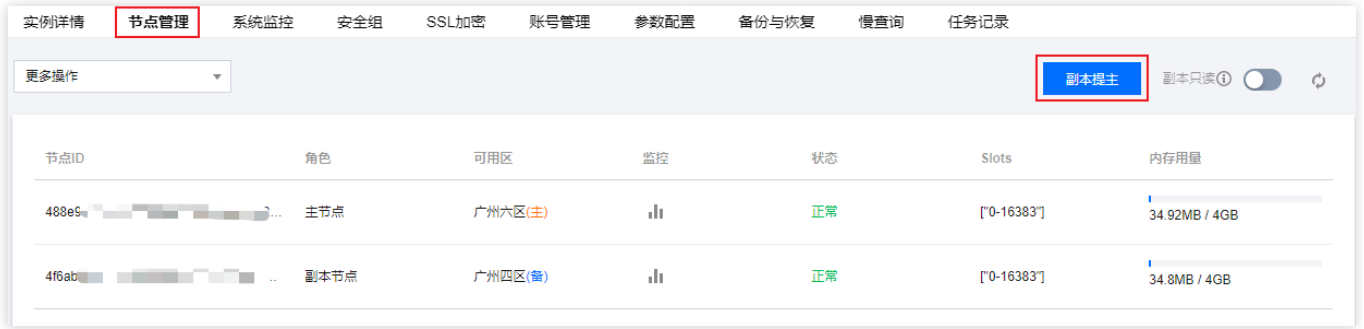 实例详情 节点管理 系统监控 安全组 SSL加密 账号管理 参数配置 备份与恢复 慢查询 任务记录
更多操作 副本提主 副本只读
节点ID 角色 可用区 监控 状态 Slots 内存用量
488e9 主节点 广州六区(主) 正常 ["0-16383"] 34.92MB / 4GB
4f6ab 副本节点 广州四区(备) 正常 ["0-16383"] 34.8MB / 4GB